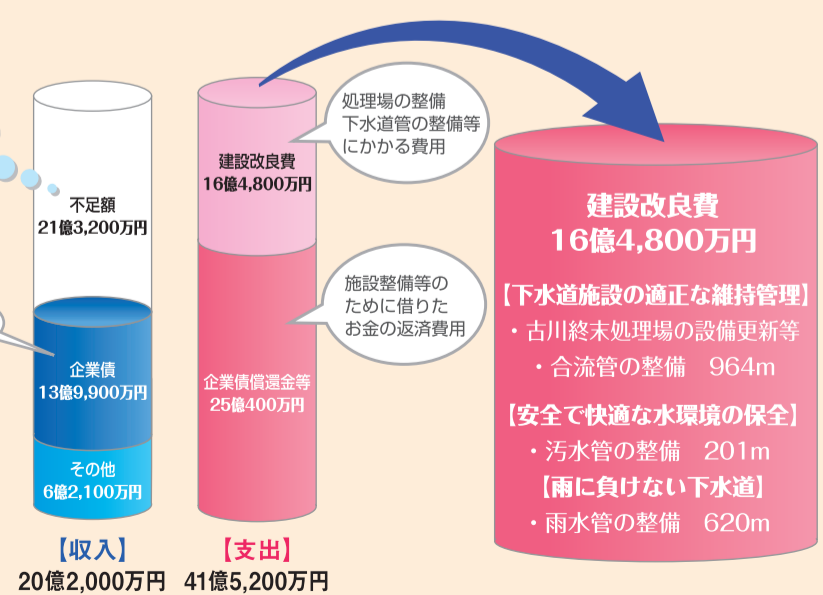 不足額
21億3,200万円
企業債
13億9,900万円
その他
6億2,100万円
【収入】
20億2,000万円
建設改良費
16億4,800万円
企業債償還金等
25億400万円
【支出】
41億5,200万円
処理場の整備
下水道管の整備等
にかかる費用
施設整備等の
ために借りた
お金の返済費用
建設改良費
16億4,800万円
【下水道施設の適正な維持管理】
・古川終末処理場の設備更新等
・合流管の整備 964m
【安全で快適な水環境の保全】
・汚水管の整備 201m
【雨に負けない下水道】
・雨水管の整備 620m